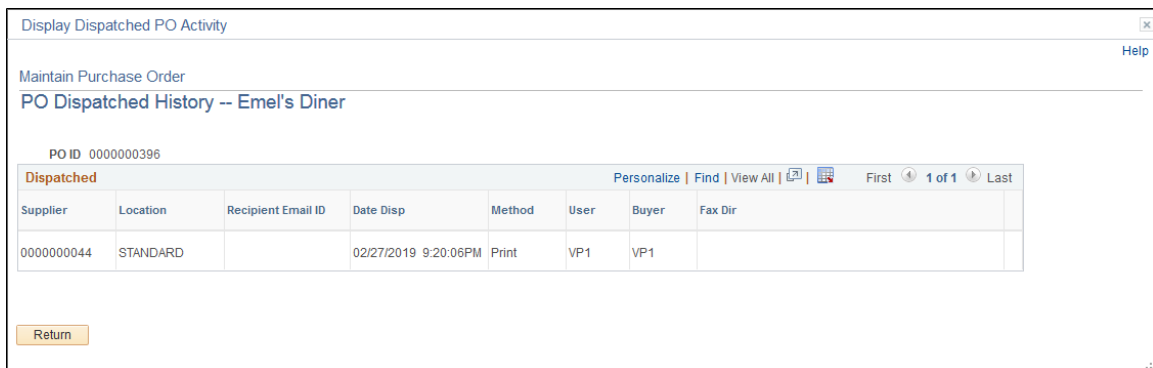 Display Dispatched PO Activity
Help
Maintain Purchase Order
PO Dispatched History -- Emel's Diner
PO ID 0000000396
Dispatched Personalize | Find | View All | | First 1 of 1 Last
Supplier Location Recipient Email ID Date Disp Method User Buyer Fax Dir
0000000044 STANDARD 02/27/2019 9:20:06PM Print VP1 VP1
Return